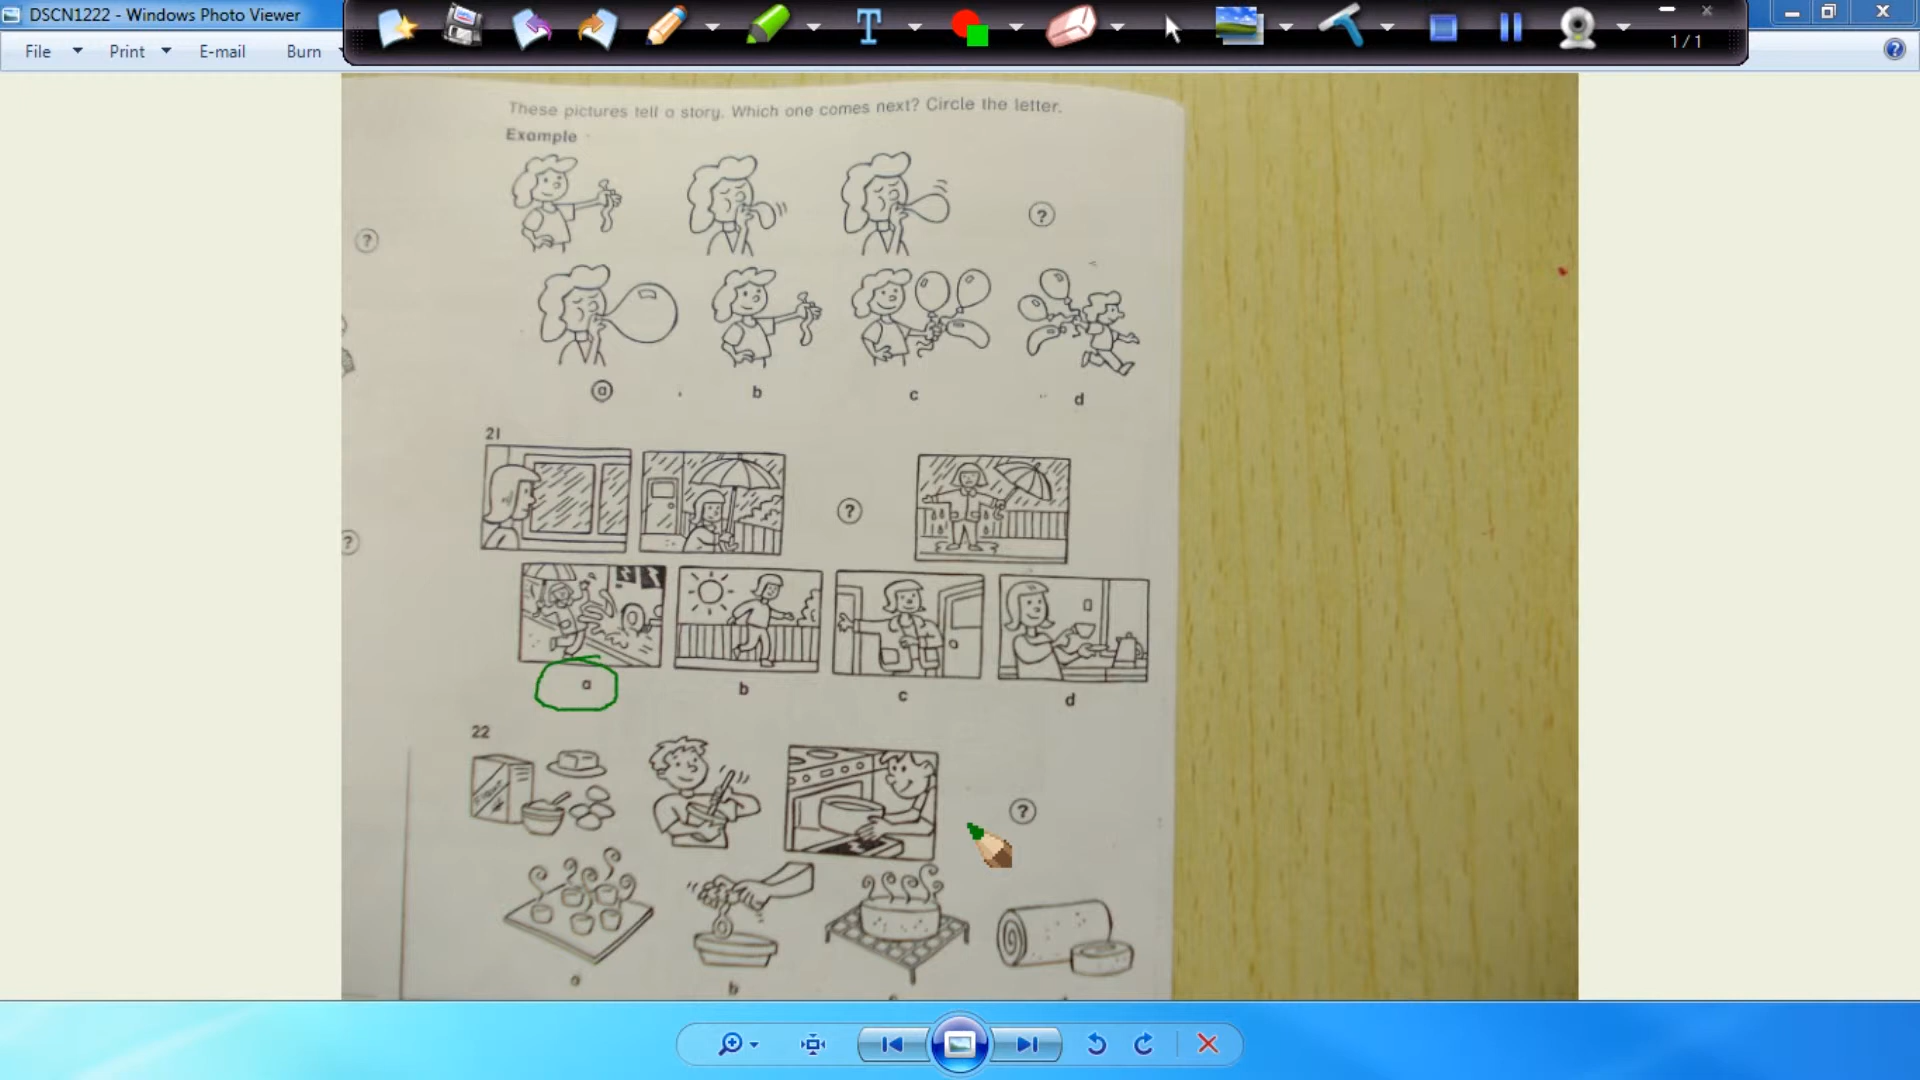 DSCN1222 - Windows Photo Viewer
File Print E-mail Burn
1/1
These pictures tell a story. Which one comes next? Circle the letter.
Example
?
?
a b c d
21
?
?
a b c d
22
?
a b